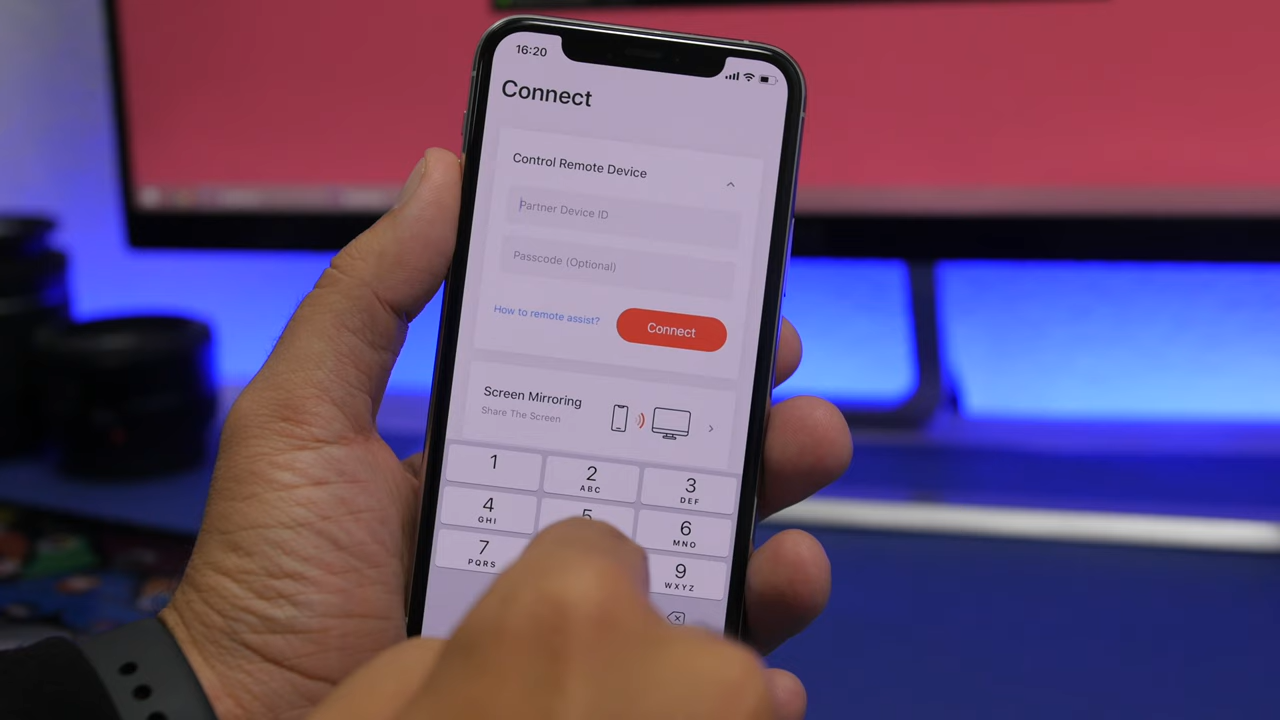 16:20
Connect
Control Remote Device
Partner Device ID
Passcode (Optional)
How to remote assist?
Connect
Screen Mirroring
Share The Screen
1
2
ABC
3
DEF
4
GHI
5
6
MNO
7
PQRS
9
WXYZ